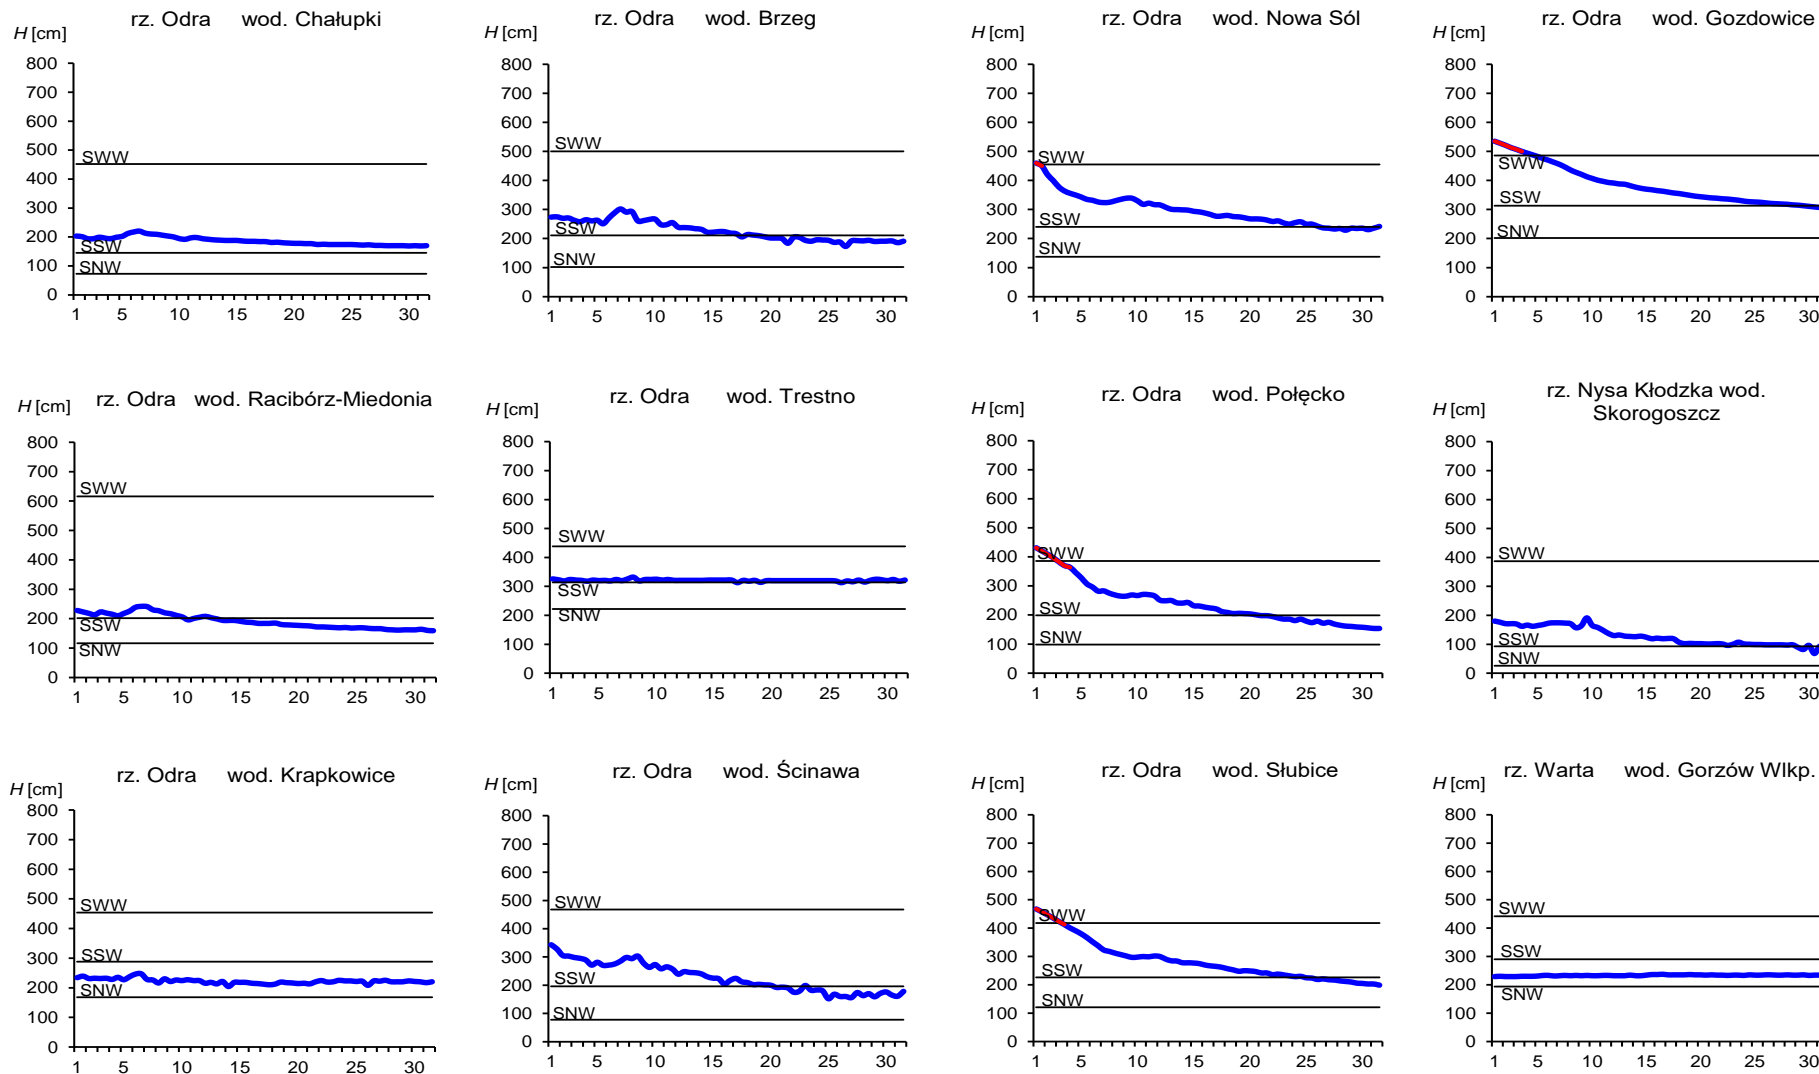 rz. Odra wod. Chałupki
H [cm]
800
700
600
500
400
300
200
100
0
SWW
SSW
SNW
1 5 10 15 20 25 30
rz. Odra wod. Brzeg
H [cm]
800
700
600
500
400
300
200
100
0
SWW
SSW
SNW
1 5 10 15 20 25 30
rz. Odra wod. Nowa Sól
H [cm]
800
700
600
500
400
300
200
100
0
SWW
SSW
SNW
1 5 10 15 20 25 30
rz. Odra wod. Gozdowice
H [cm]
800
700
600
500
400
300
200
100
0
SWW
SSW
SNW
1 5 10 15 20 25 30
rz. Odra wod. Racibórz-Miedonia
H [cm]
800
700
600
500
400
300
200
100
0
SWW
SSW
SNW
1 5 10 15 20 25 30
rz. Odra wod. Trestno
H [cm]
800
700
600
500
400
300
200
100
0
SWW
SSW
SNW
1 5 10 15 20 25 30
rz. Odra wod. Połęcko
H [cm]
800
700
600
500
400
300
200
100
0
SWW
SSW
SNW
1 5 10 15 20 25 30
rz. Nysa Kłodzka wod.
Skorogoszcz
H [cm]
800
700
600
500
400
300
200
100
0
SWW
SSW
SNW
1 5 10 15 20 25 30
rz. Odra wod. Krapkowice
H [cm]
800
700
600
500
400
300
200
100
0
SWW
SSW
SNW
1 5 10 15 20 25 30
rz. Odra wod. Ścinawa
H [cm]
800
700
600
500
400
300
200
100
0
SWW
SSW
SNW
1 5 10 15 20 25 30
rz. Odra wod. Słubice
H [cm]
800
700
600
500
400
300
200
100
0
SWW
SSW
SNW
1 5 10 15 20 25 30
rz. Warta wod. Gorzów Wlkp.
H [cm]
800
700
600
500
400
300
200
100
0
SWW
SSW
SNW
1 5 10 15 20 25 30